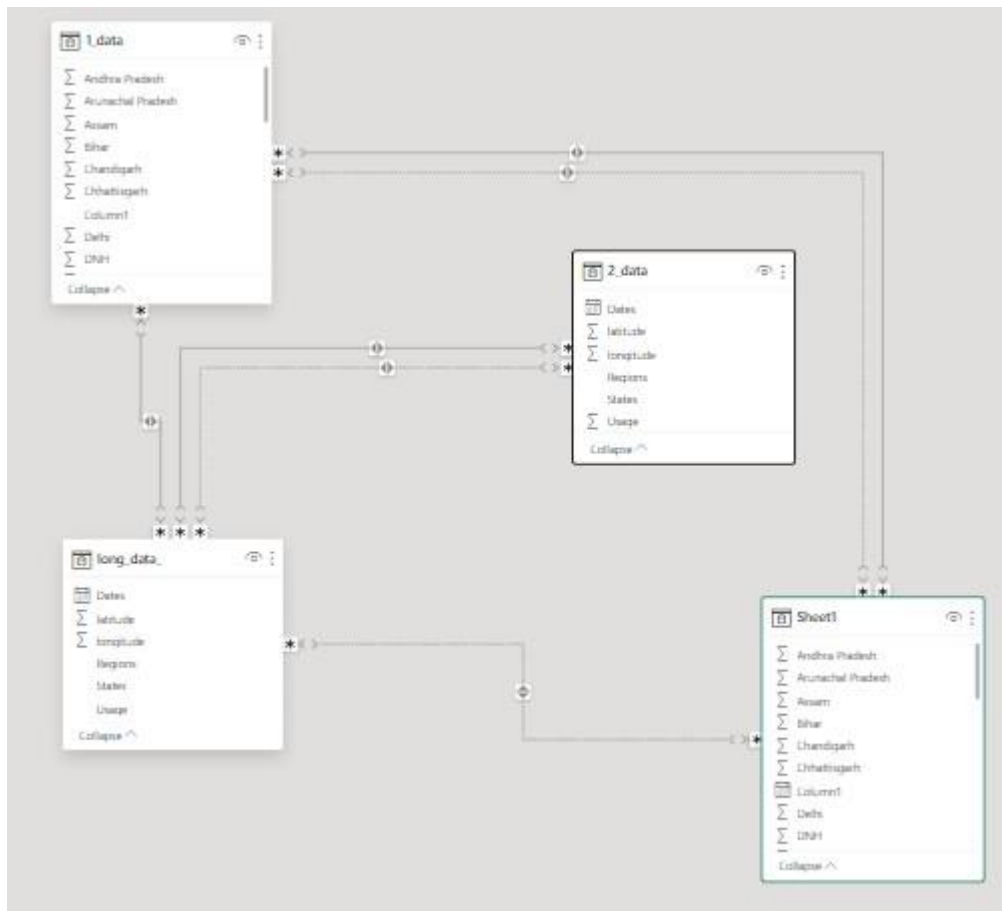 1_data
Andhra Pradesh
Arunachal Pradesh
Assam
Bihar
Chandigarh
Chhattisgarh
Column1
Delhi
DNH
Collapse
2_data
Dates
latitude
longitude
Regions
States
Usage
Collapse
long_data_
Dates
latitude
longitude
Regions
States
Usage
Collapse
Sheet1
Andhra Pradesh
Arunachal Pradesh
Assam
Bihar
Chandigarh
Chhattisgarh
Column1
Delhi
DNH
Collapse